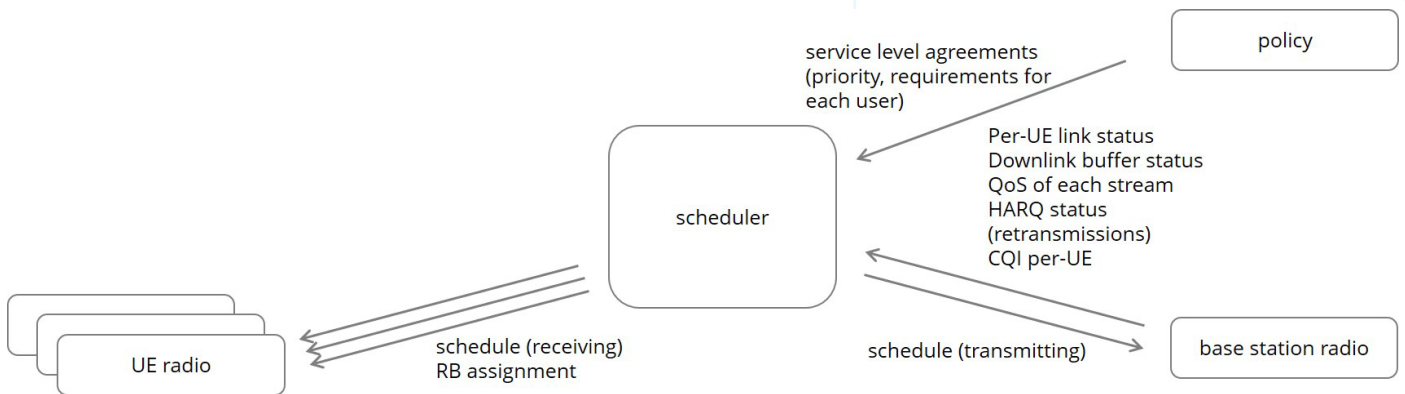 policy
service level agreements
(priority, requirements for
each user)
Per-UE link status
Downlink buffer status
QoS of each stream
HARQ status
(retransmissions)
CQI per-UE
scheduler
schedule (receiving)
RB assignment
UE radio
schedule (transmitting)
base station radio